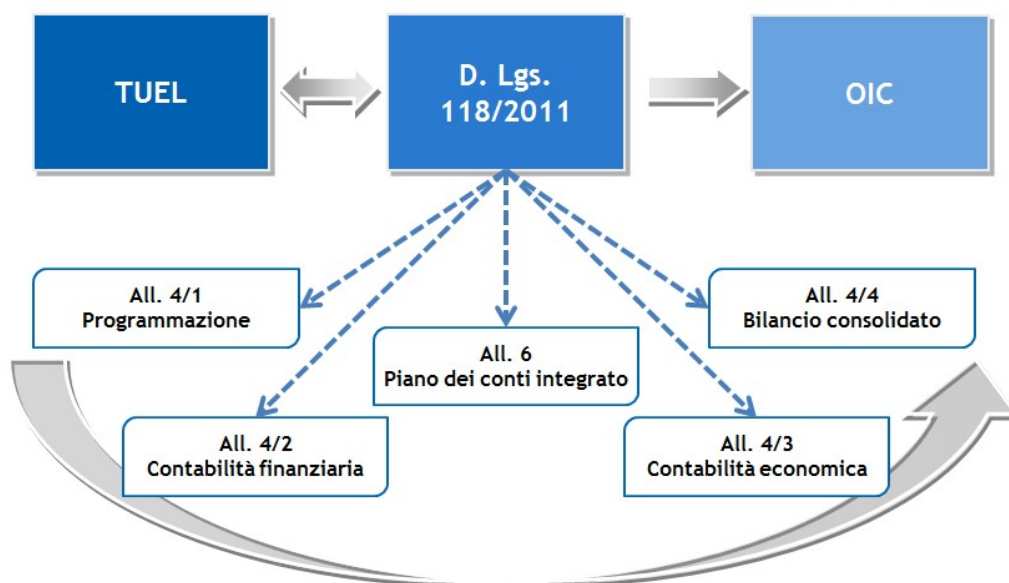 TUEL
D. Lgs.
118/2011
OIC
All. 4/1
Programmazione
All. 4/4
Bilancio consolidato
All. 6
Piano dei conti integrato
All. 4/2
Contabilità finanziaria
All. 4/3
Contabilità economica